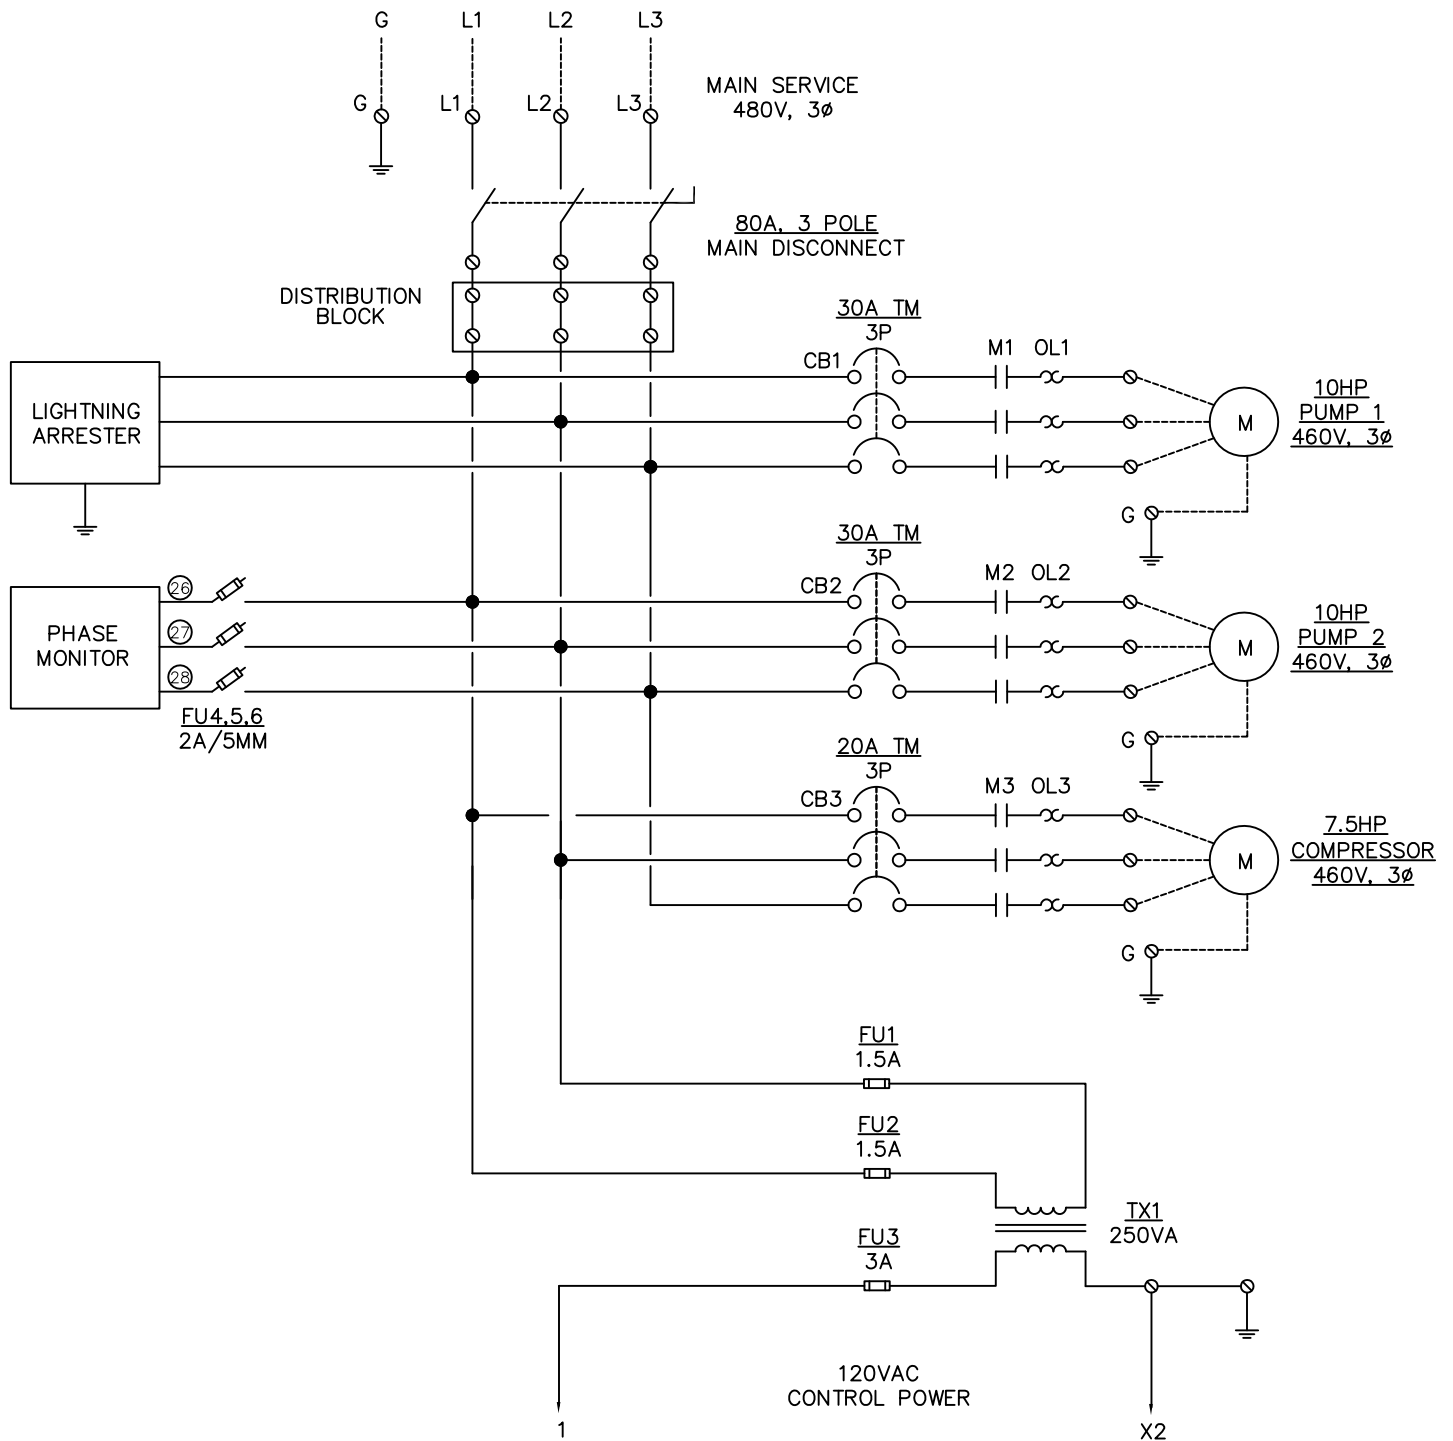 G L1 L2 L3
G L1 L2 L3
MAIN SERVICE
480V, 3ø
80A, 3 POLE
MAIN DISCONNECT
DISTRIBUTION
BLOCK
LIGHTNING
ARRESTER
30A TM
3P
CB1
M1 OL1
M
10HP
PUMP 1
460V, 3ø
G
PHASE
MONITOR
26
27
28
FU4,5,6
2A/5MM
30A TM
3P
CB2
M2 OL2
M
10HP
PUMP 2
460V, 3ø
G
20A TM
3P
CB3
M3 OL3
M
7.5HP
COMPRESSOR
460V, 3ø
G
FU1
1.5A
FU2
1.5A
TX1
250VA
FU3
3A
120VAC
CONTROL POWER
1
X2